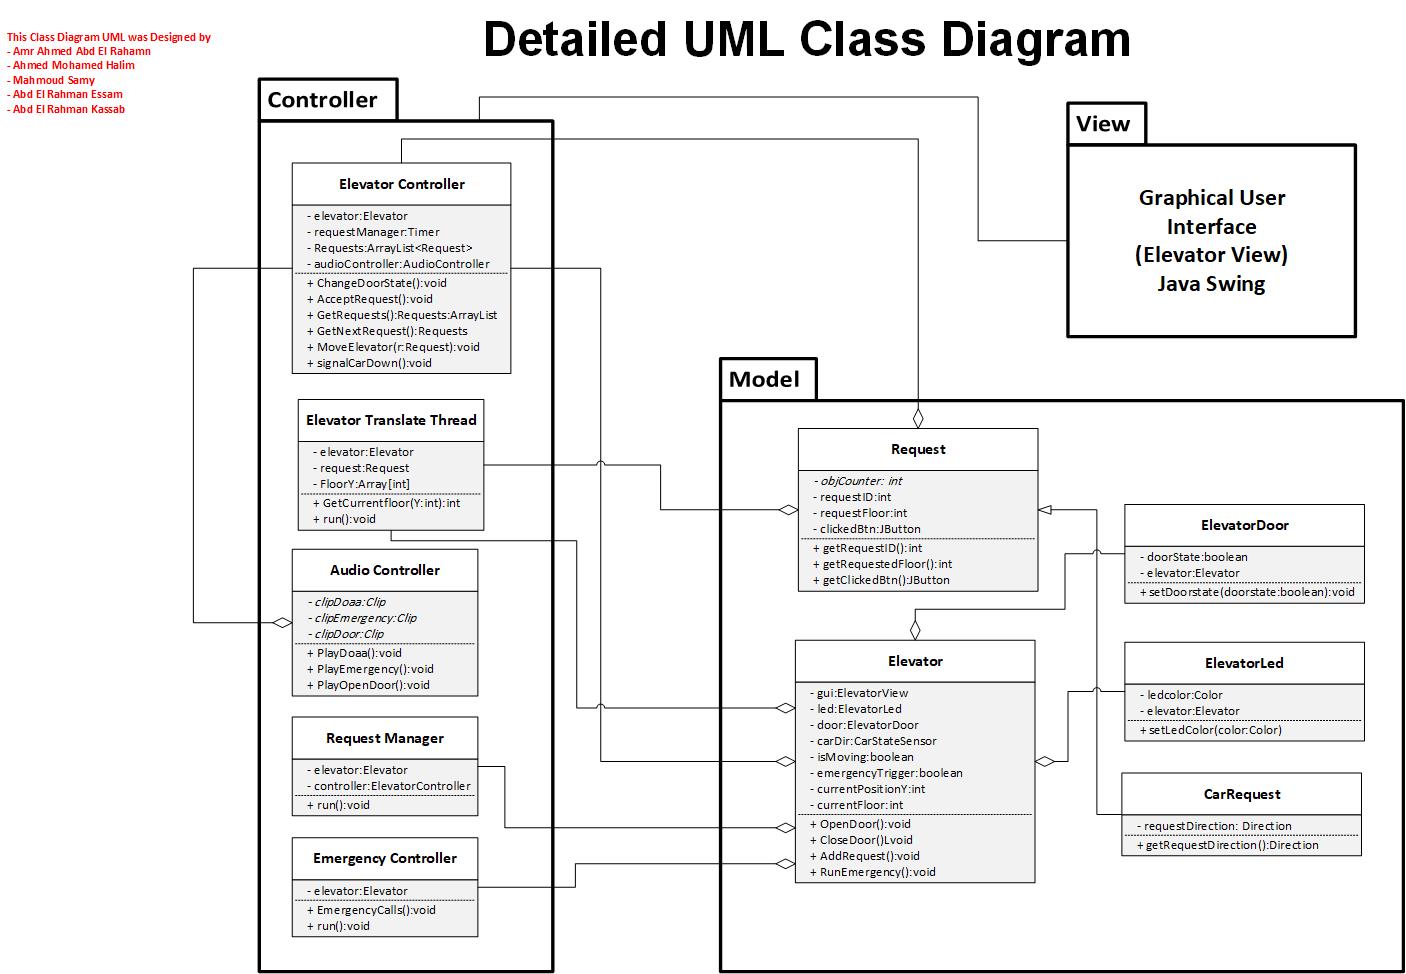 Detailed UML Class Diagram
This Class Diagram UML was Designed by
- Amr Ahmed Abd El Rahamn
- Ahmed Mohamed Halim
- Mahmoud Samy
- Abd El Rahman Essam
- Abd El Rahman Kassab
Controller
Elevator Controller
- elevator:Elevator
- requestManager:Timer
- Requests:ArrayList<Request>
- audioController:AudioController
+ ChangeDoorState():void
+ AcceptRequest():void
+ GetRequests():Requests:ArrayList
+ GetNextRequest():Requests
+ MoveElevator(r:Request):void
+ signalCarDown():void
Elevator Translate Thread
- elevator:Elevator
- request:Request
- FloorY:Array[int]
+ GetCurrentfloor(Y:int):int
+ run():void
Audio Controller
- clipDoaa:Clip
- clipEmergency:Clip
- clipDoor:Clip
+ PlayDoaa():void
+ PlayEmergency():void
+ PlayOpenDoor():void
Request Manager
- elevator:Elevator
- controller:ElevatorController
+ run():void
Emergency Controller
- elevator:Elevator
+ EmergencyCalls():void
+ run():void
View
Graphical User
Interface
(Elevator View)
Java Swing
Model
Request
- objCounter: int
- requestID:int
- requestFloor:int
- clickedBtn:JButton
+ getRequestID():int
+ getRequestedFloor():int
+ getClickedBtn():JButton
Elevator
- gui:ElevatorView
- led:ElevatorLed
- door:ElevatorDoor
- carDir:CarStateSensor
- isMoving:boolean
- emergencyTrigger:boolean
- currentPositionY:int
- currentFloor:int
+ OpenDoor():void
+ CloseDoor()Lvoid
+ AddRequest():void
+ RunEmergency():void
ElevatorDoor
- doorState:boolean
- elevator:Elevator
+ setDoorstate(doorstate:boolean):void
ElevatorLed
- ledcolor:Color
- elevator:Elevator
+ setLedColor(color:Color)
CarRequest
- requestDirection: Direction
+ getRequestDirection():Direction